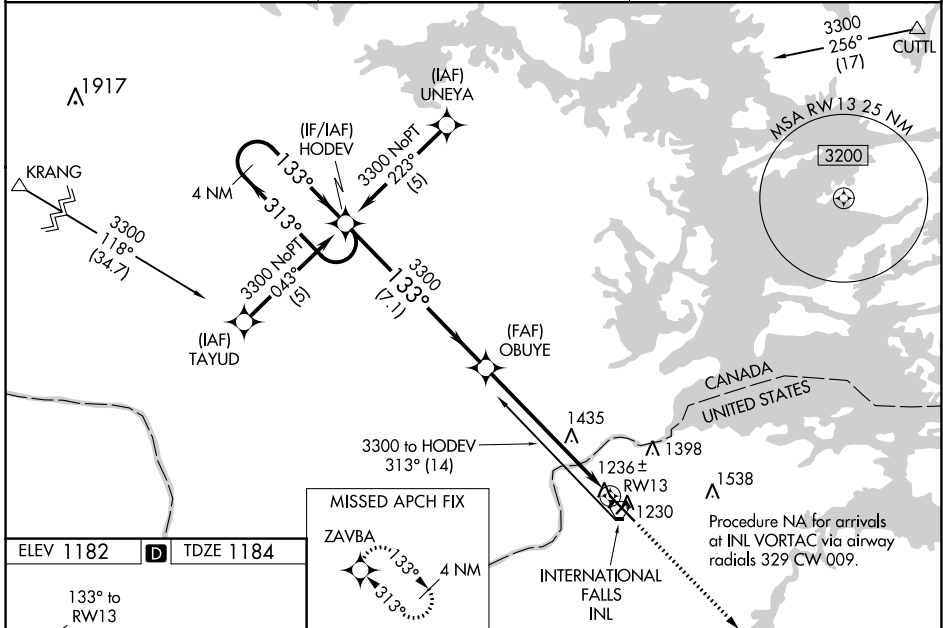 3300
256°
(17)
CUTTL
1917
(IAF)
UNEYA
(IF/IAF)
HODEV
MSA RW13 25 NM
3200
KRANG
4 NM
133°
313°
3300 NoPT
223°
(5)
3300
118°
(34.7)
3300 NoPT
043°
(5)
3300
133°
(7.1)
(IAF)
TAYUD
(FAF)
OBUYE
CANADA
UNITED STATES
3300 to HODEV
313° (14)
1435
1398
1236±
RW13
1538
1230
MISSED APCH FIX
ZAVBA
133°
4 NM
313°
Procedure NA for arrivals
at INL VORTAC via airway
radials 329 CW 009.
INTERNATIONAL
FALLS
INL
ELEV 1182 D TDZE 1184
133° to
RW13